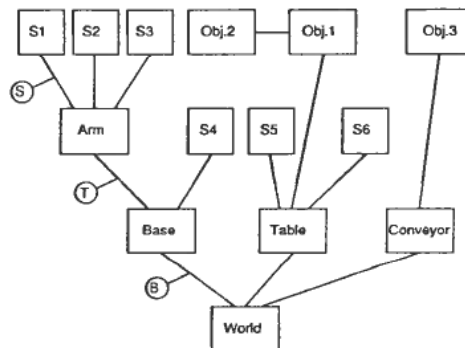 S1
S2
S3
Obj.2
Obj.1
Obj.3
S
Arm
S4
S5
S6
T
Base
Table
Conveyor
B
World